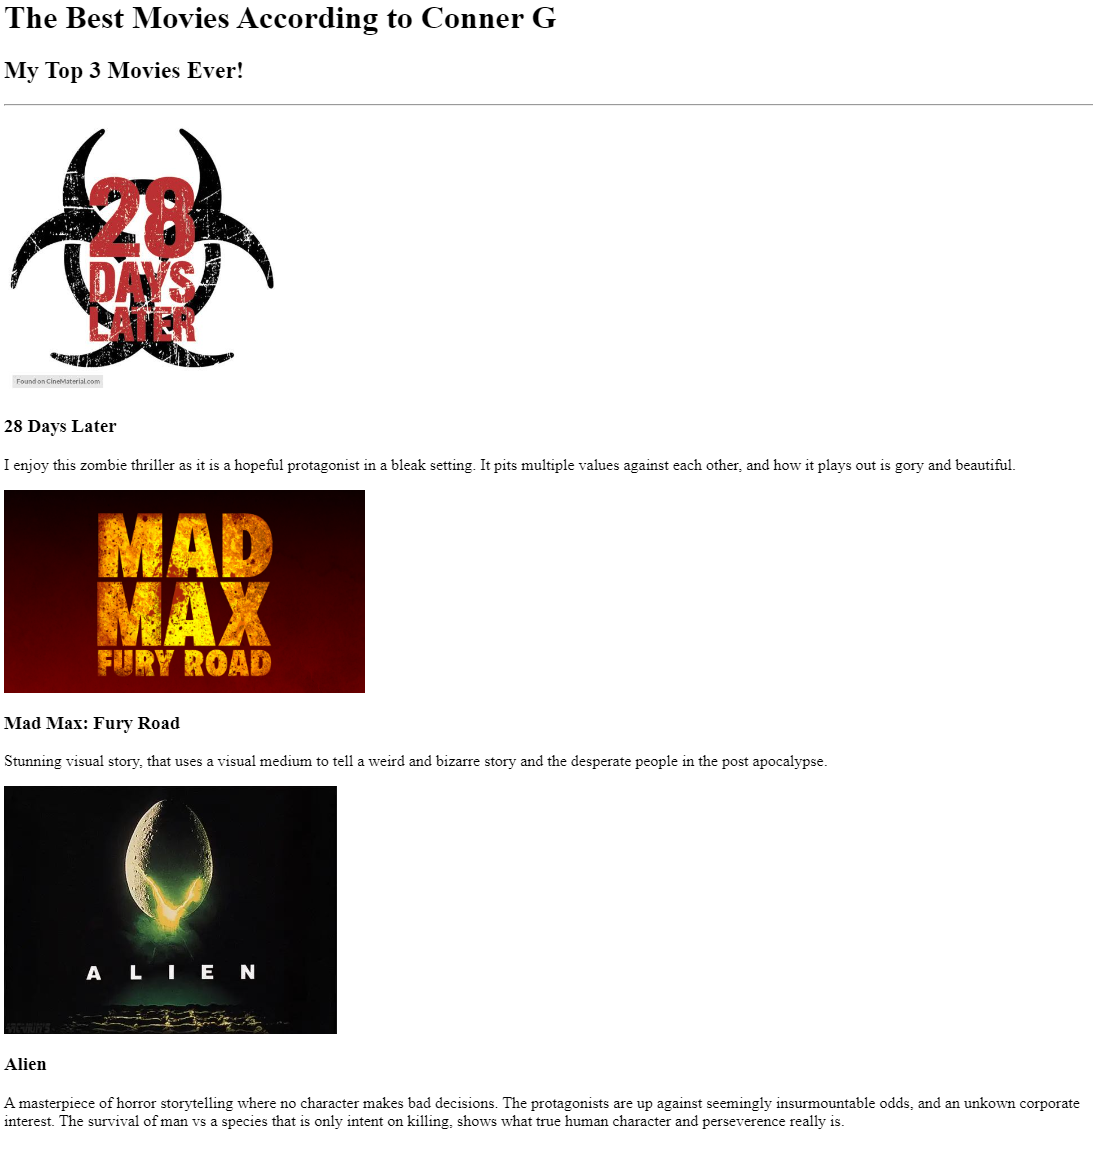 The Best Movies According to Conner G
My Top 3 Movies Ever!
28
DAYS
LATER
Found on CineMaterial.com
28 Days Later
I enjoy this zombie thriller as it is a hopeful protagonist in a bleak setting. It pits multiple values against each other, and how it plays out is gory and beautiful.
MAD
MAX
FURY ROAD
Mad Max: Fury Road
Stunning visual story, that uses a visual medium to tell a weird and bizarre story and the desperate people in the post apocalypse.
A L I E N
Alien
A masterpiece of horror storytelling where no character makes bad decisions. The protagonists are up against seemingly insurmountable odds, and an unkown corporate
interest. The survival of man vs a species that is only intent on killing, shows what true human character and perseverence really is.